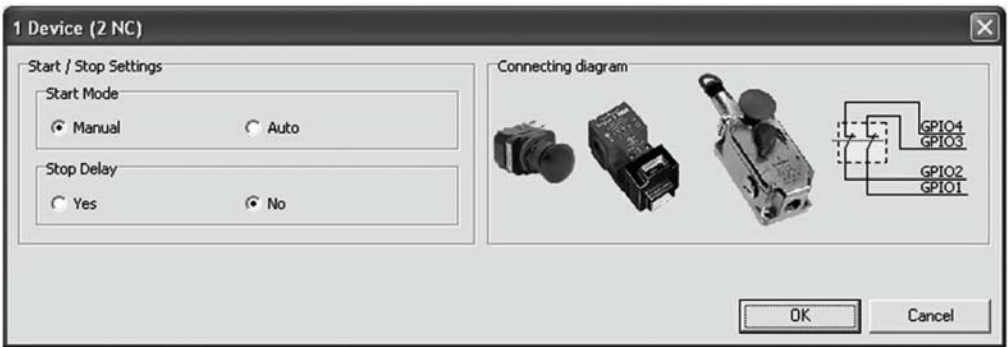 1 Device (2 NC)
Start / Stop Settings
Start Mode
Manual
Auto
Stop Delay
Yes
No
Connecting diagram
GPIO4
GPIO3
GPIO2
GPIO1
OK
Cancel